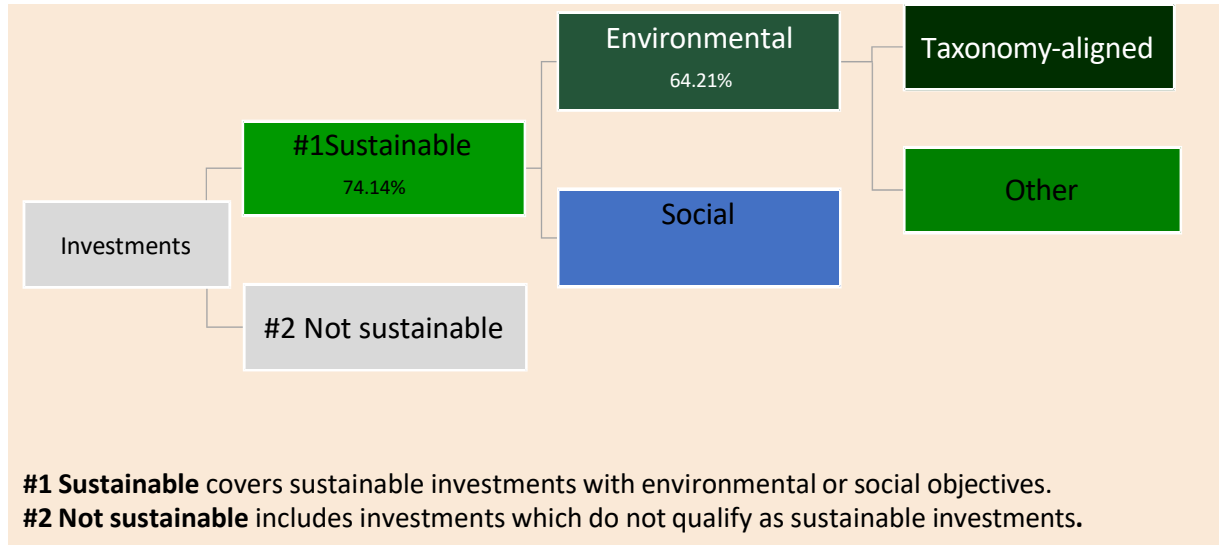 Environmental
64.21%
Taxonomy-aligned
#1Sustainable
74.14%
Social
Other
Investments
#2 Not sustainable
#1 Sustainable covers sustainable investments with environmental or social objectives.
#2 Not sustainable includes investments which do not qualify as sustainable investments.